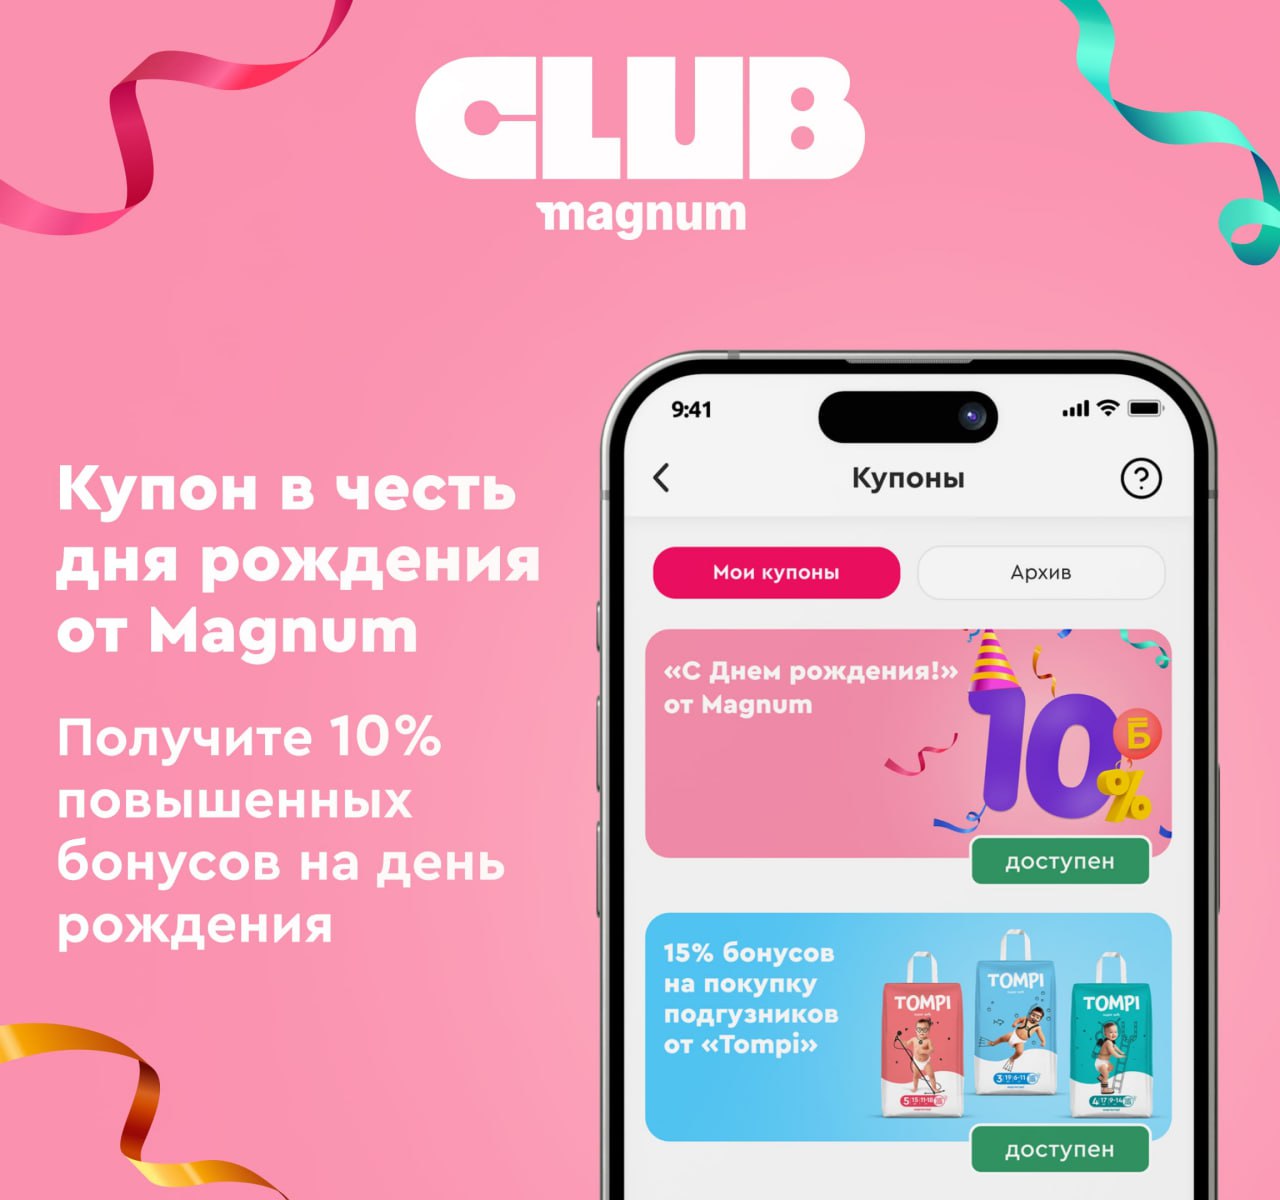 CLUB
magnum
Купон в честь
дня рождения
от Magnum
Получите 10%
повышенных
бонусов на день
рождения
9:41
Купоны
?
Мои купоны
Архив
«С Днем рождения!»
от Magnum
10%
Б
доступен
15% бонусов
на покупку
подгузников
от «Tompi»
TOMPI
TOMPI
TOMPI
доступен